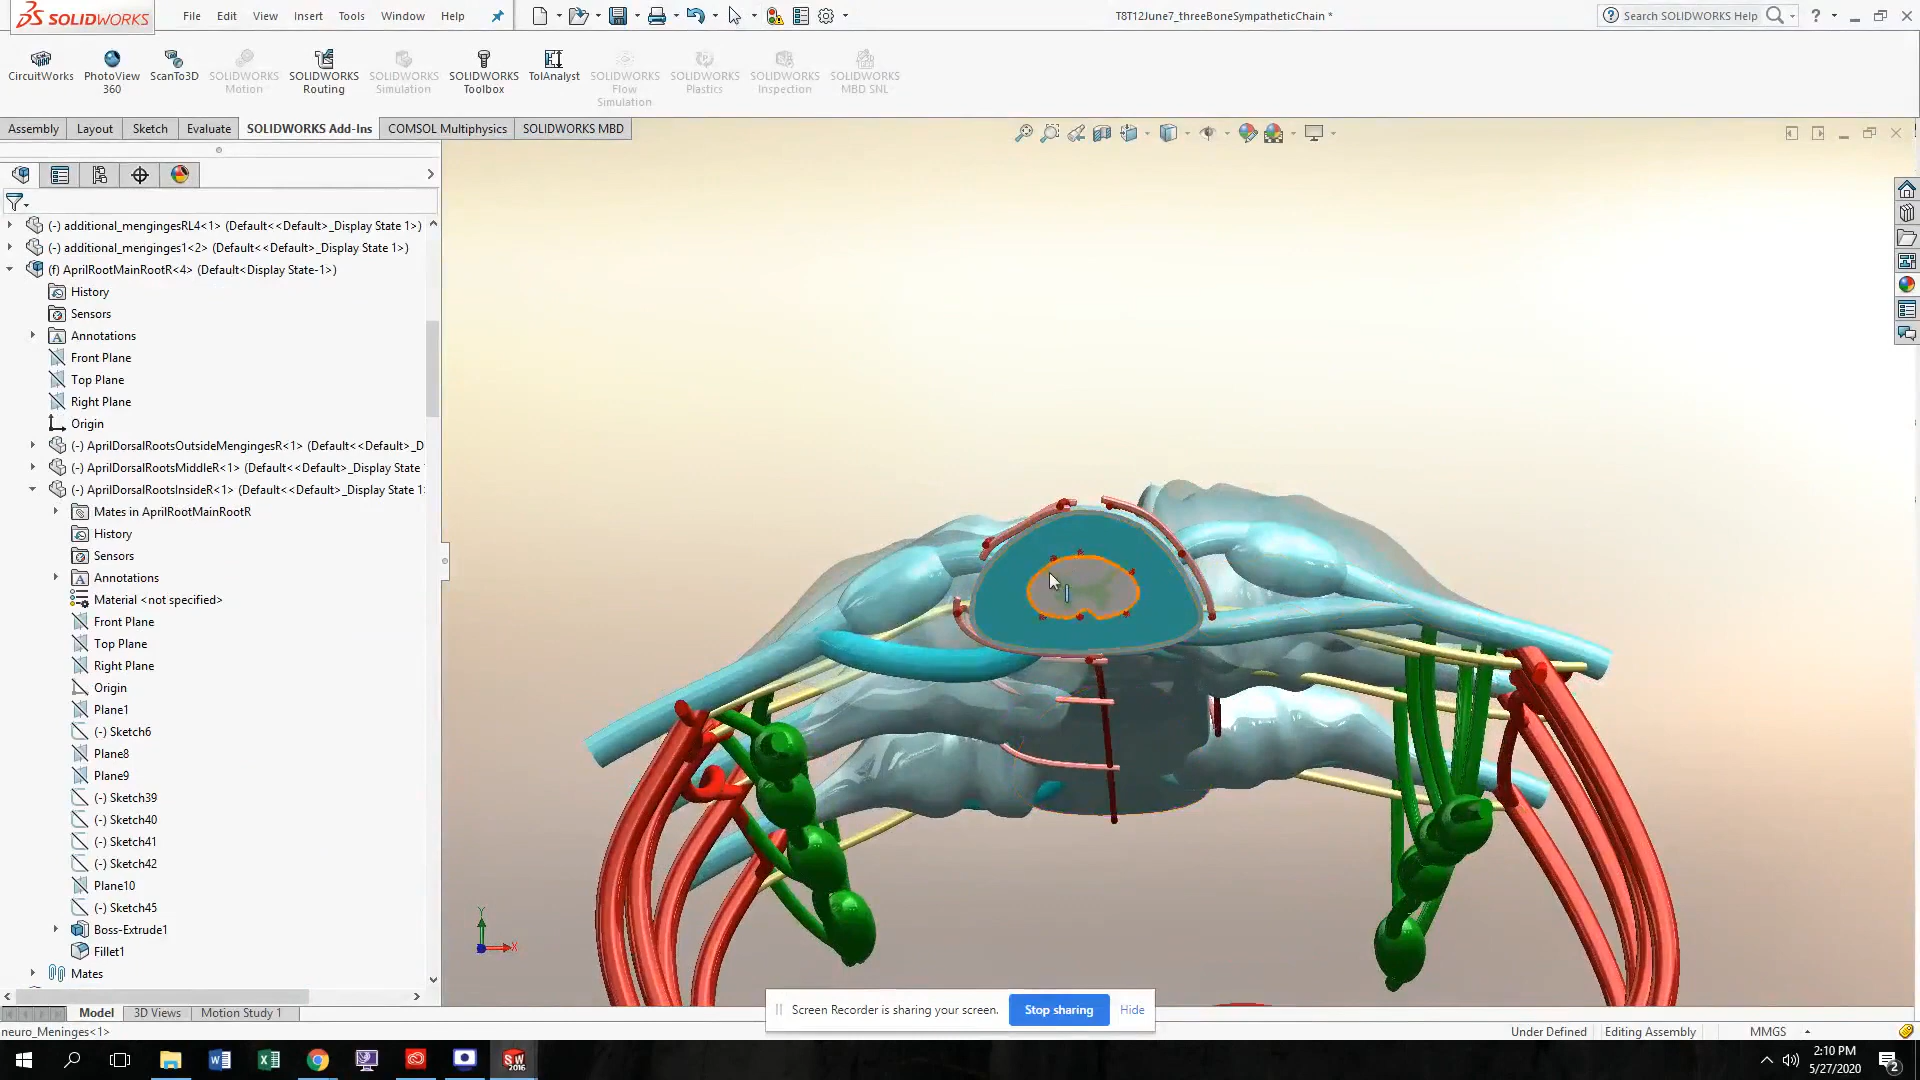 SOLIDWORKS
File Edit View Insert Tools Window Help
T8T12June7_threeBoneSympatheticChain *
Search SOLIDWORKS Help
CircuitWorks
PhotoView
360
ScanTo3D
SOLIDWORKS
Motion
SOLIDWORKS
Routing
SOLIDWORKS
Simulation
SOLIDWORKS
Toolbox
TolAnalyst
SOLIDWORKS
Flow
Simulation
SOLIDWORKS
Plastics
SOLIDWORKS
Inspection
SOLIDWORKS
MBD SNL
Assembly Layout Sketch Evaluate SOLIDWORKS Add-Ins COMSOL Multiphysics SOLIDWORKS MBD
(-) additional_mengingesRL4<1> (Default<<Default>_Display State 1>)
(-) additional_menginges1<2> (Default<<Default>_Display State 1>)
(f) AprilRootMainRootR<4> (Default<Display State-1>)
History
Sensors
Annotations
Front Plane
Top Plane
Right Plane
Origin
(-) AprilDorsalRootsOutsideMengingesR<1> (Default<<Default>_D
(-) AprilDorsalRootsMiddleR<1> (Default<<Default>_Display State
(-) AprilDorsalRootsInsideR<1> (Default<<Default>_Display State 1
Mates in AprilRootMainRootR
History
Sensors
Annotations
Material <not specified>
Front Plane
Top Plane
Right Plane
Origin
Plane1
(-) Sketch6
Plane8
Plane9
(-) Sketch39
(-) Sketch40
(-) Sketch41
(-) Sketch42
Plane10
(-) Sketch45
Boss-Extrude1
Fillet1
Mates
Y
X
Model 3D Views Motion Study 1
Screen Recorder is sharing your screen. Stop sharing Hide
neuro_Meninges<1>
Under Defined Editing Assembly MMGS
SW
2016
2:10 PM
5/27/2020
2